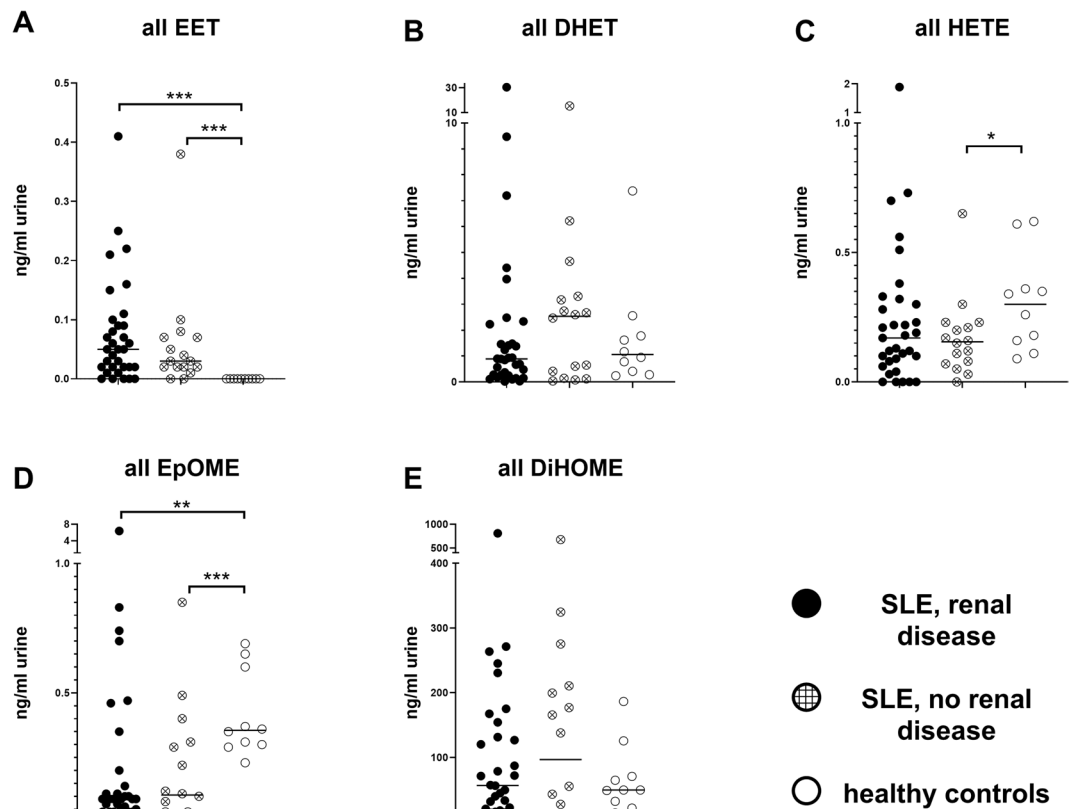 A
all EET
0.5
0.4
0.3
0.2
0.1
0.0
ng/ml urine
***
***
B
all DHET
30
10
10
0
ng/ml urine
C
all HETE
2
1
1.0
0.5
0.0
ng/ml urine
*
D
all EpOME
8
4
1.0
0.5
ng/ml urine
**
***
E
all DiHOME
1000
500
400
300
200
100
ng/ml urine
SLE, renal
disease
SLE, no renal
disease
healthy controls